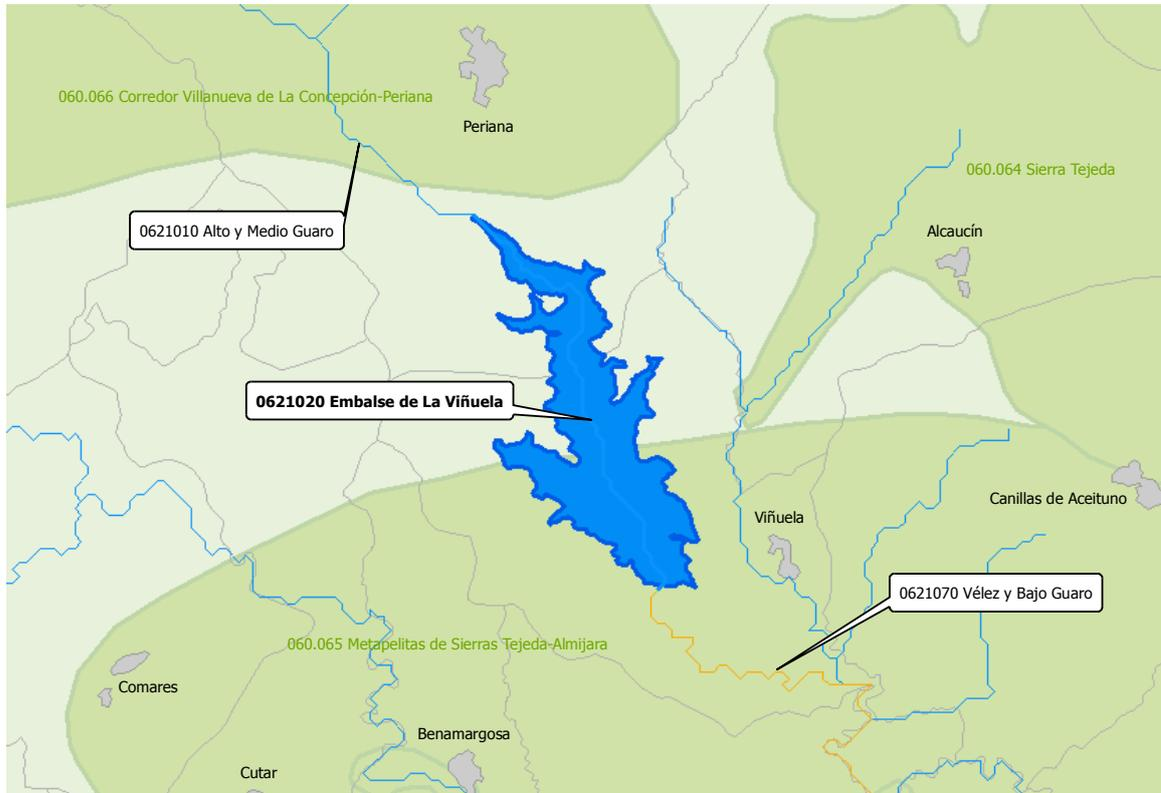 060.066 Corredor Villanueva de La Concepción-Periana
Periana
060.064 Sierra Tejeda
0621010 Alto y Medio Guaro
Alcaucín
0621020 Embalse de La Viñuela
Canillas de Aceituno
Viñuela
0621070 Vélez y Bajo Guaro
060.065 Metapelitas de Sierras Tejeda-Almijara
Comares
Benamargosa
Cutar